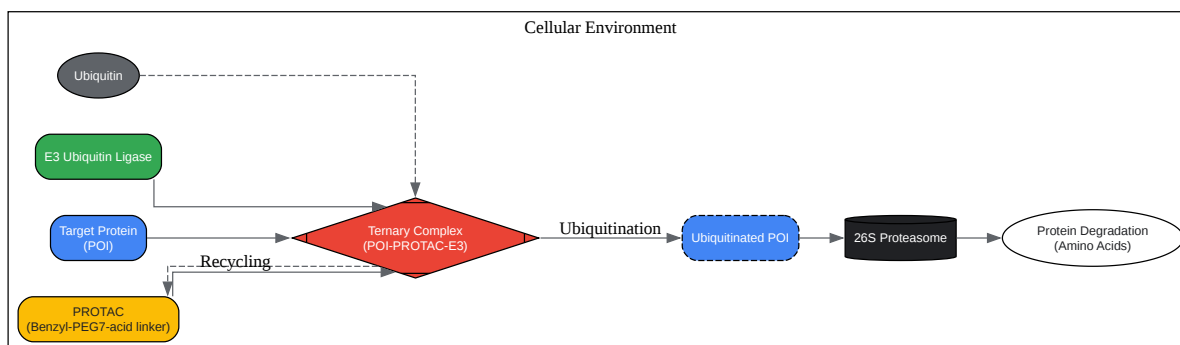 Cellular Environment
Ubiquitin
E3 Ubiquitin Ligase
Target Protein
(POI)
Ternary Complex
(POI-PROTAC-E3)
Ubiquitination
Ubiquitinated POI
26S Proteasome
Protein Degradation
(Amino Acids)
Recycling
PROTAC
(Benzyl-PEG7-acid linker)